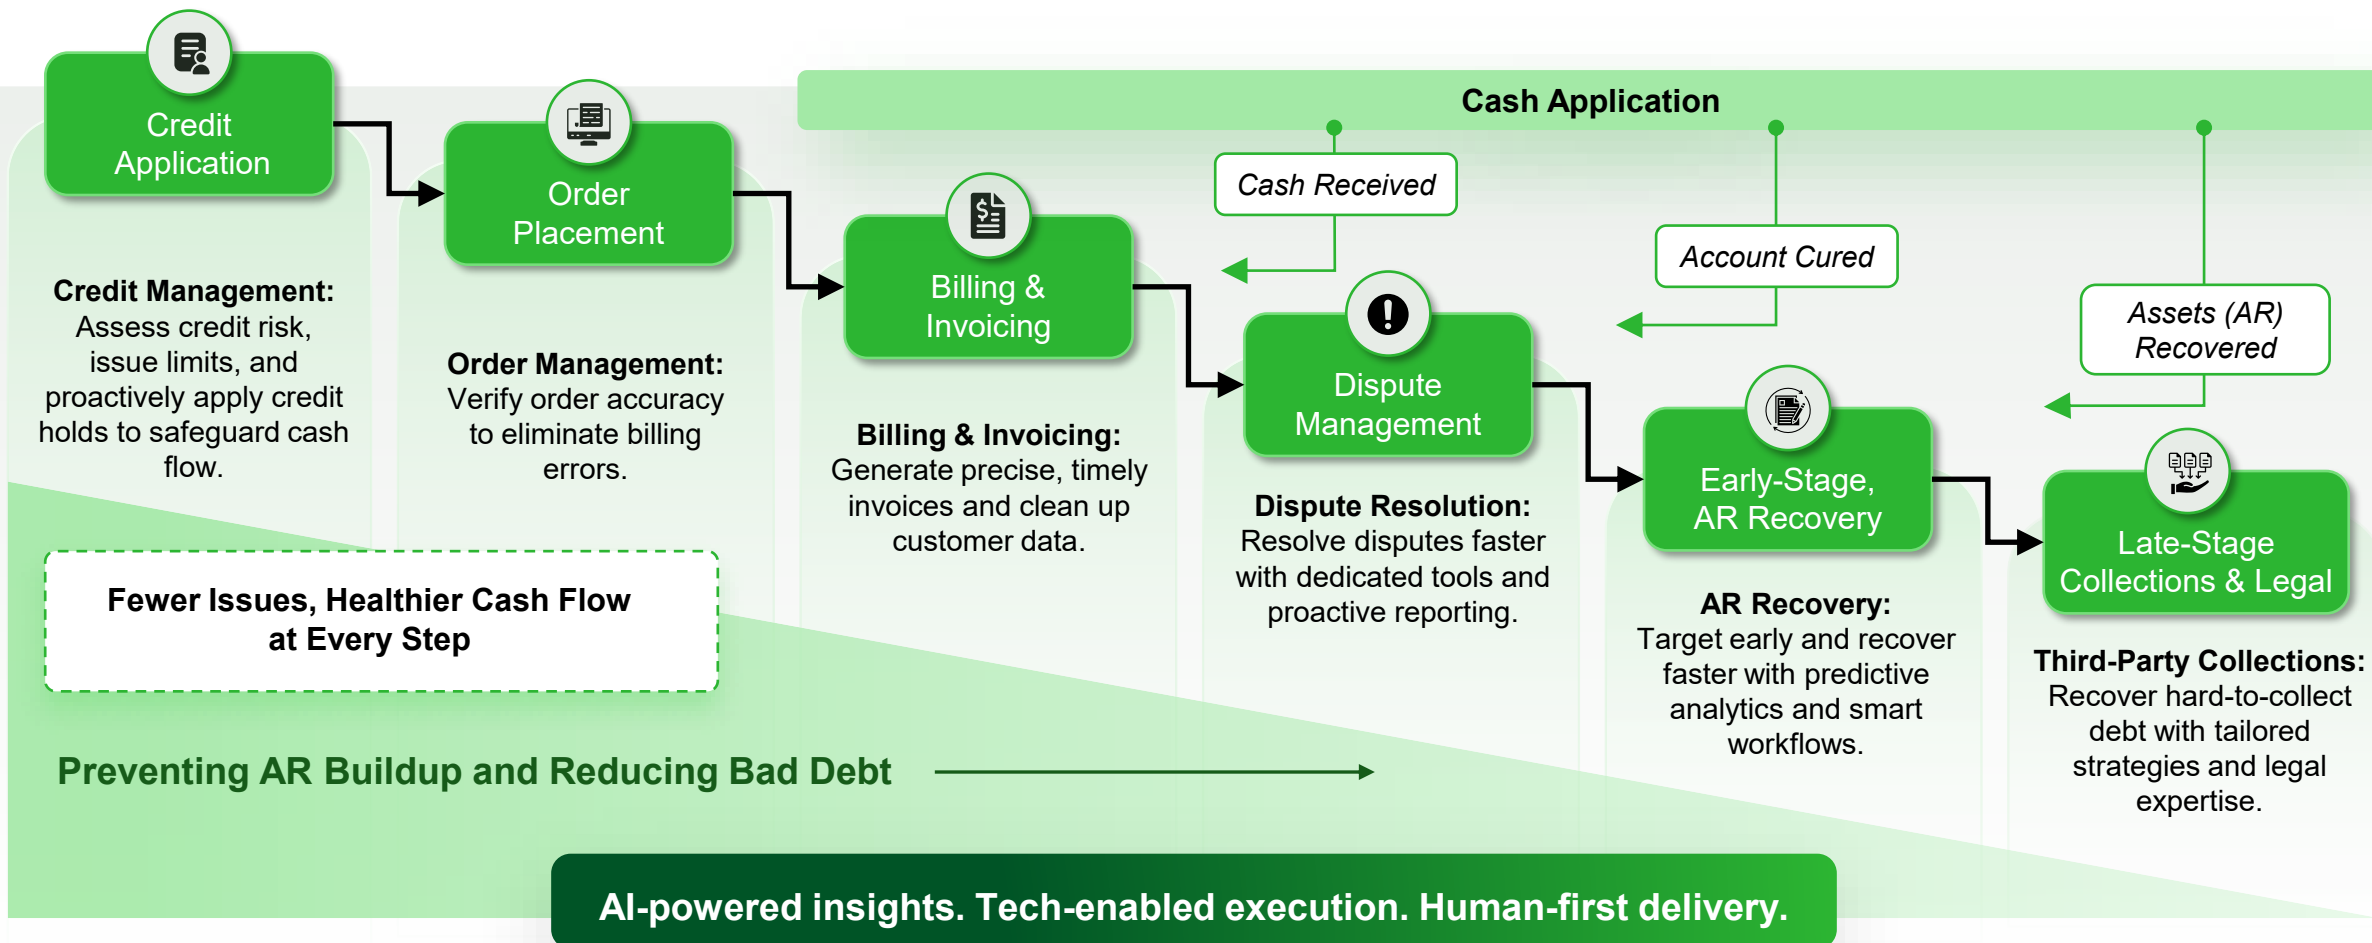 Credit
Application
Credit Management:
Assess credit risk,
issue limits, and
proactively apply credit
holds to safeguard cash
flow.
Order
Placement
Order Management:
Verify order accuracy
to eliminate billing
errors.
Billing &
Invoicing
Billing & Invoicing:
Generate precise, timely
invoices and clean up
customer data.
Cash Application
Cash Received
Account Cured
Assets (AR)
Recovered
Dispute
Management
Dispute Resolution:
Resolve disputes faster
with dedicated tools and
proactive reporting.
Early-Stage,
AR Recovery
AR Recovery:
Target early and recover
faster with predictive
analytics and smart
workflows.
Late-Stage
Collections & Legal
Third-Party Collections:
Recover hard-to-collect
debt with tailored
strategies and legal
expertise.
Fewer Issues, Healthier Cash Flow
at Every Step
Preventing AR Buildup and Reducing Bad Debt
AI-powered insights. Tech-enabled execution. Human-first delivery.